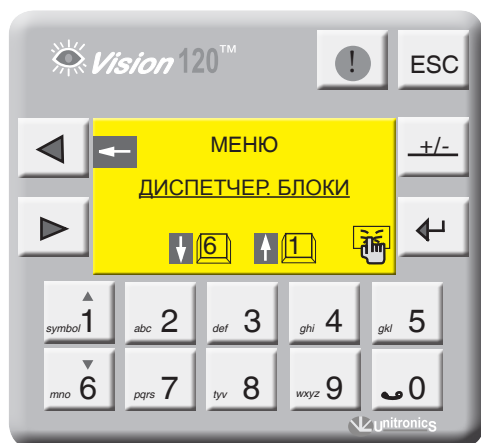 Vision 120™
! ESC
МЕНЮ
+/-
ДИСПЕТЧЕР. БЛОКИ
6 1
symbol 1 abc 2 def 3 ghi 4 gkl 5
mno 6 pqrs 7 tyv 8 wxyz 9 0
Unitronics